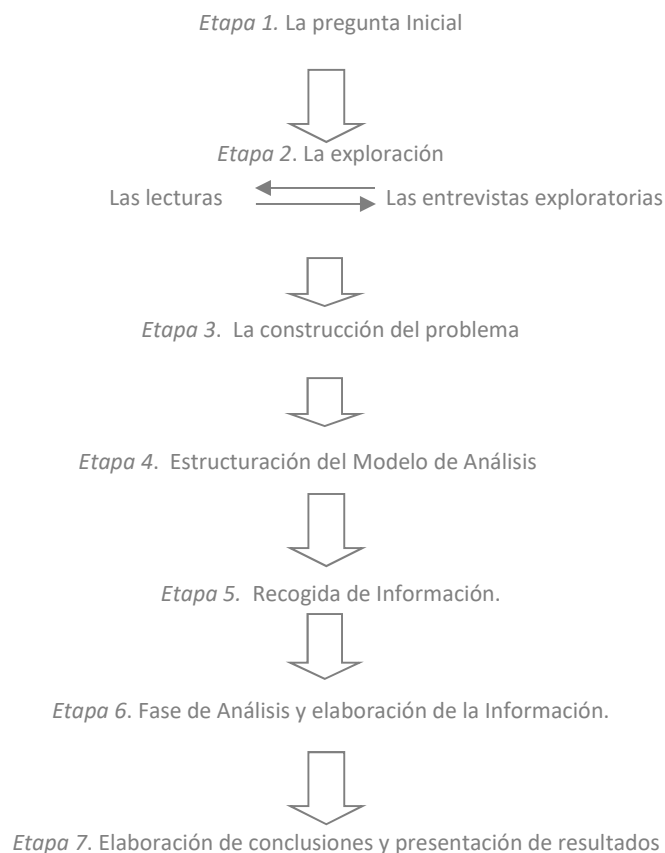 Etapa 1. La pregunta Inicial
Etapa 2. La exploración
Las lecturas Las entrevistas exploratorias
Etapa 3. La construcción del problema
Etapa 4. Estructuración del Modelo de Análisis
Etapa 5. Recogida de Información.
Etapa 6. Fase de Análisis y elaboración de la Información.
Etapa 7. Elaboración de conclusiones y presentación de resultados